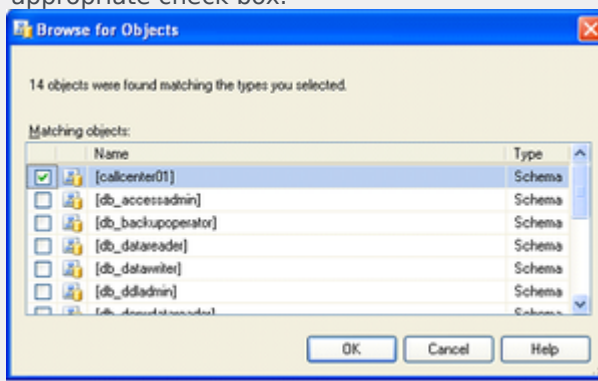 appropriate check box.
Browse for Objects
14 objects were found matching the types you selected.
Matching objects:
Name Type
[callcenter01] Schema
[db_accessadmin] Schema
[db_backupoperator] Schema
[db_datareader] Schema
[db_datawriter] Schema
[db_ddladmin] Schema
OK Cancel Help